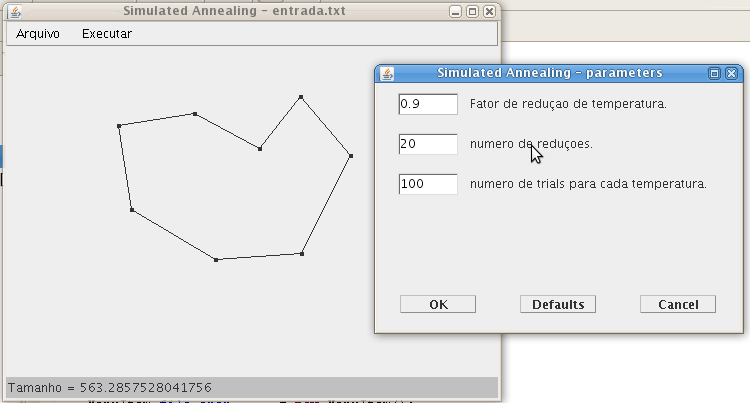 Simulated Annealing - entrada.txt
Arquivo Executar
Simulated Annealing - parameters
0.9 Fator de reduçao de temperatura.
20 numero de reduçoes.
100 numero de trials para cada temperatura.
OK Defaults Cancel
Tamanho = 563.2857528041756